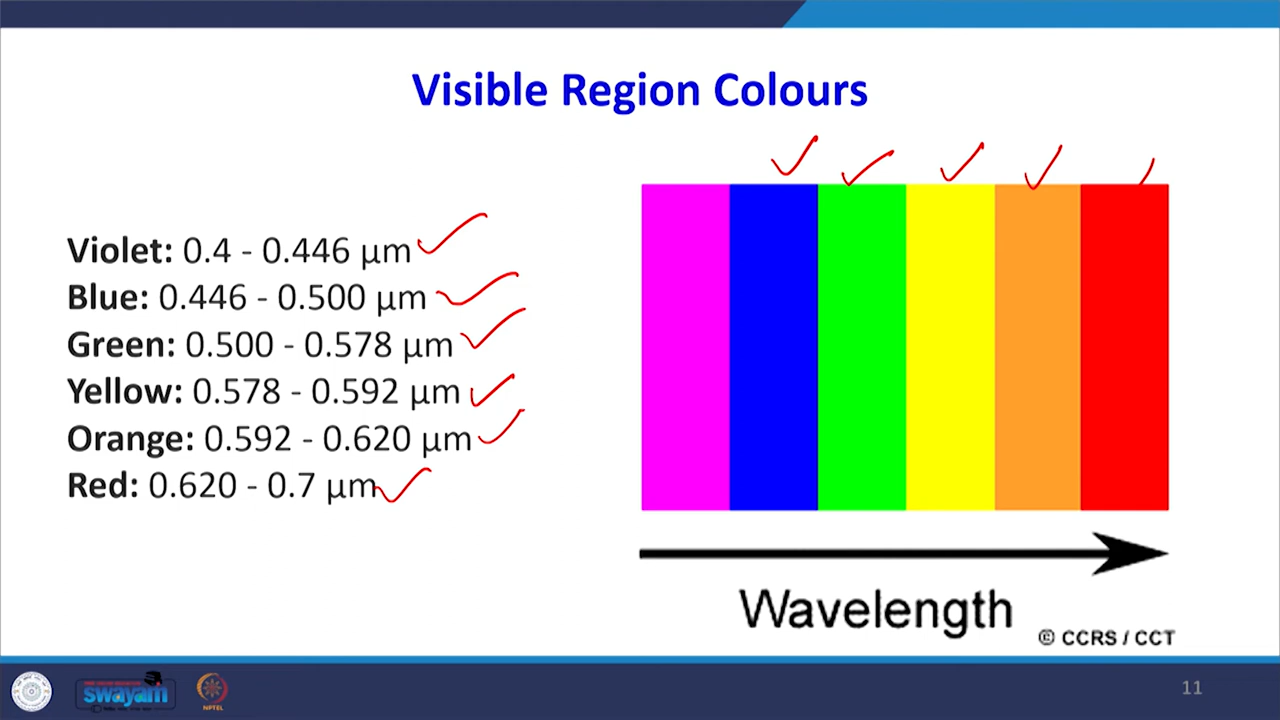 Visible Region Colours
Violet: 0.4 - 0.446 µm
Blue: 0.446 - 0.500 µm
Green: 0.500 - 0.578 µm
Yellow: 0.578 - 0.592 µm
Orange: 0.592 - 0.620 µm
Red: 0.620 - 0.7 µm
Wavelength
© CCRS / CCT
swayam
NPTEL
11